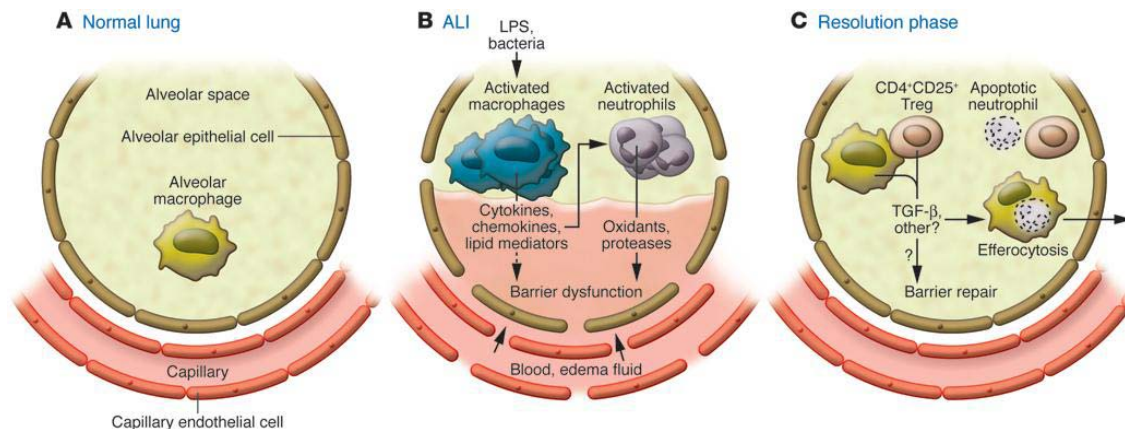 A Normal lung
Alveolar space
Alveolar epithelial cell
Alveolar
macrophage
Capillary
Capillary endothelial cell
B ALI
LPS,
bacteria
Activated
macrophages
Activated
neutrophils
Cytokines,
chemokines,
lipid mediators
Oxidants,
proteases
Barrier dysfunction
Blood, edema fluid
C Resolution phase
CD4⁺CD25⁺
Treg
Apoptotic
neutrophil
TGF-β,
other?
Efferocytosis
?
Barrier repair